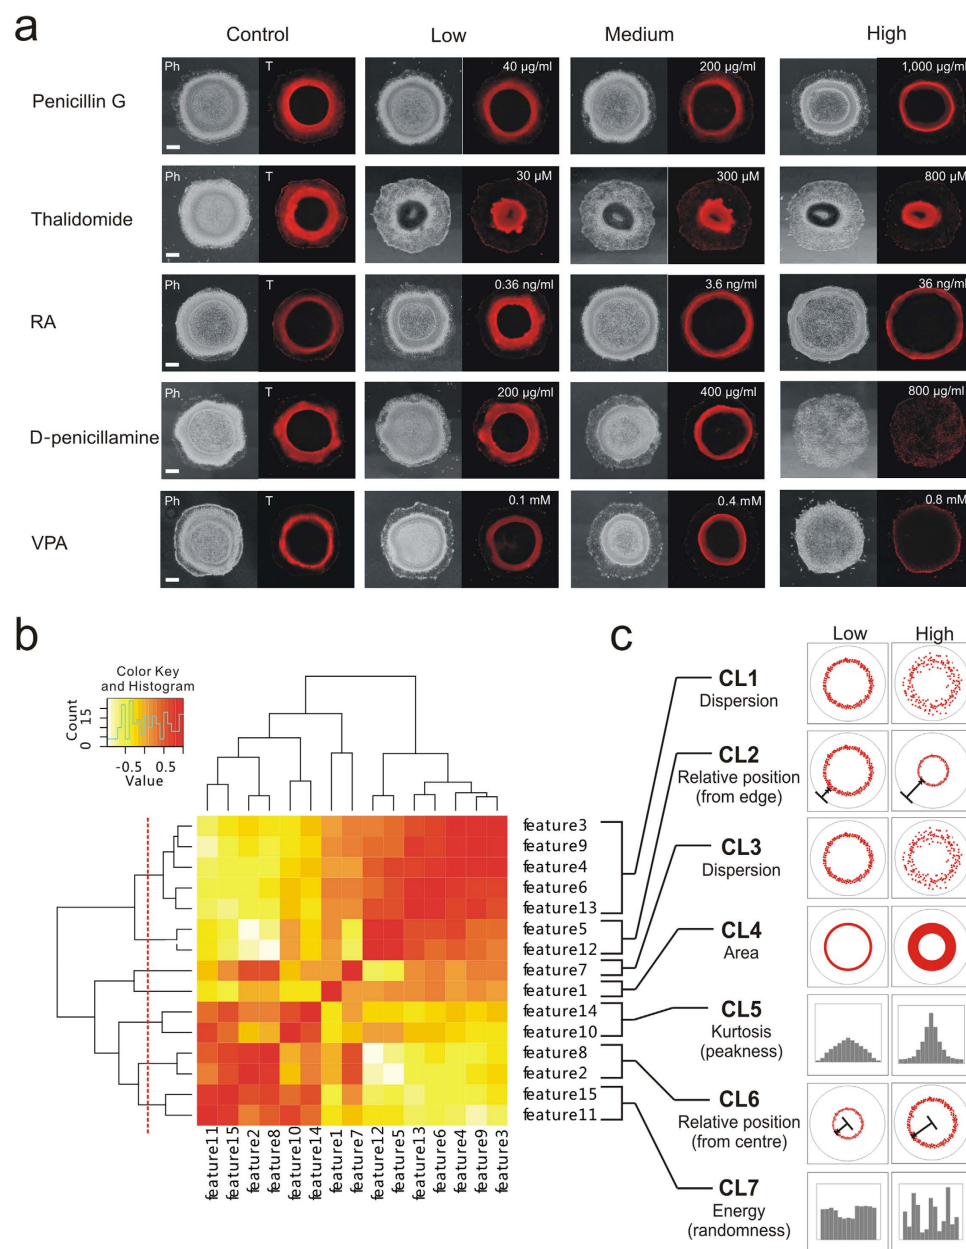 a
Control
Low
Medium
High
Penicillin G
Ph
T
40 µg/ml
200 µg/ml
1,000 µg/ml
Thalidomide
Ph
T
30 µM
300 µM
800 µM
RA
Ph
T
0.36 ng/ml
3.6 ng/ml
36 ng/ml
D-penicillamine
Ph
T
200 µg/ml
400 µg/ml
800 µg/ml
VPA
Ph
T
0.1 mM
0.4 mM
0.8 mM
b
Color Key
and Histogram
Count
0
15
-0.5
0.5
Value
feature3
feature9
feature4
feature6
feature13
feature5
feature12
feature7
feature1
feature14
feature10
feature8
feature2
feature15
feature11
feature11
feature15
feature2
feature8
feature10
feature14
feature1
feature7
feature12
feature5
feature13
feature6
feature4
feature9
feature3
c
Low
High
CL1
Dispersion
CL2
Relative position
(from edge)
CL3
Dispersion
CL4
Area
CL5
Kurtosis
(peakness)
CL6
Relative position
(from centre)
CL7
Energy
(randomness)